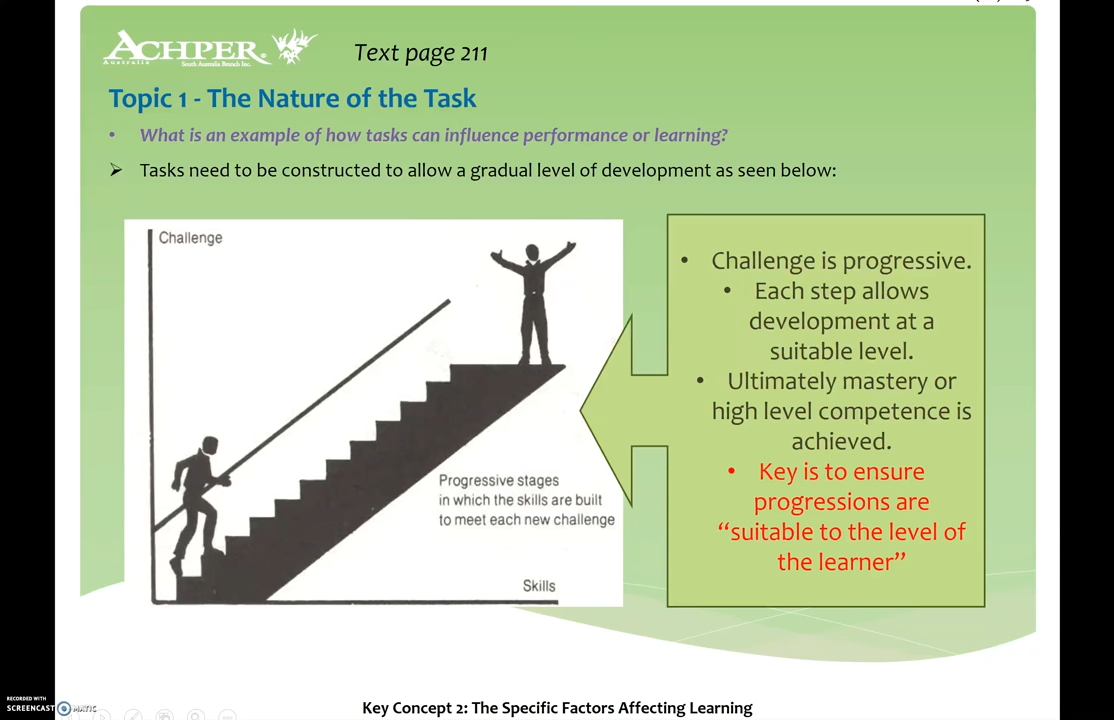 ACHPER
Australia
South Australia Branch Inc.
Text page 211
Topic 1 - The Nature of the Task
• What is an example of how tasks can influence performance or learning?
➢ Tasks need to be constructed to allow a gradual level of development as seen below:
Challenge
Progressive stages
in which the skills are built
to meet each new challenge
Skills
• Challenge is progressive.
• Each step allows
development at a
suitable level.
• Ultimately mastery or
high level competence is
achieved.
• Key is to ensure
progressions are
“suitable to the level of
the learner”
RECORDED WITH
SCREENCAST MATIC
Key Concept 2: The Specific Factors Affecting Learning